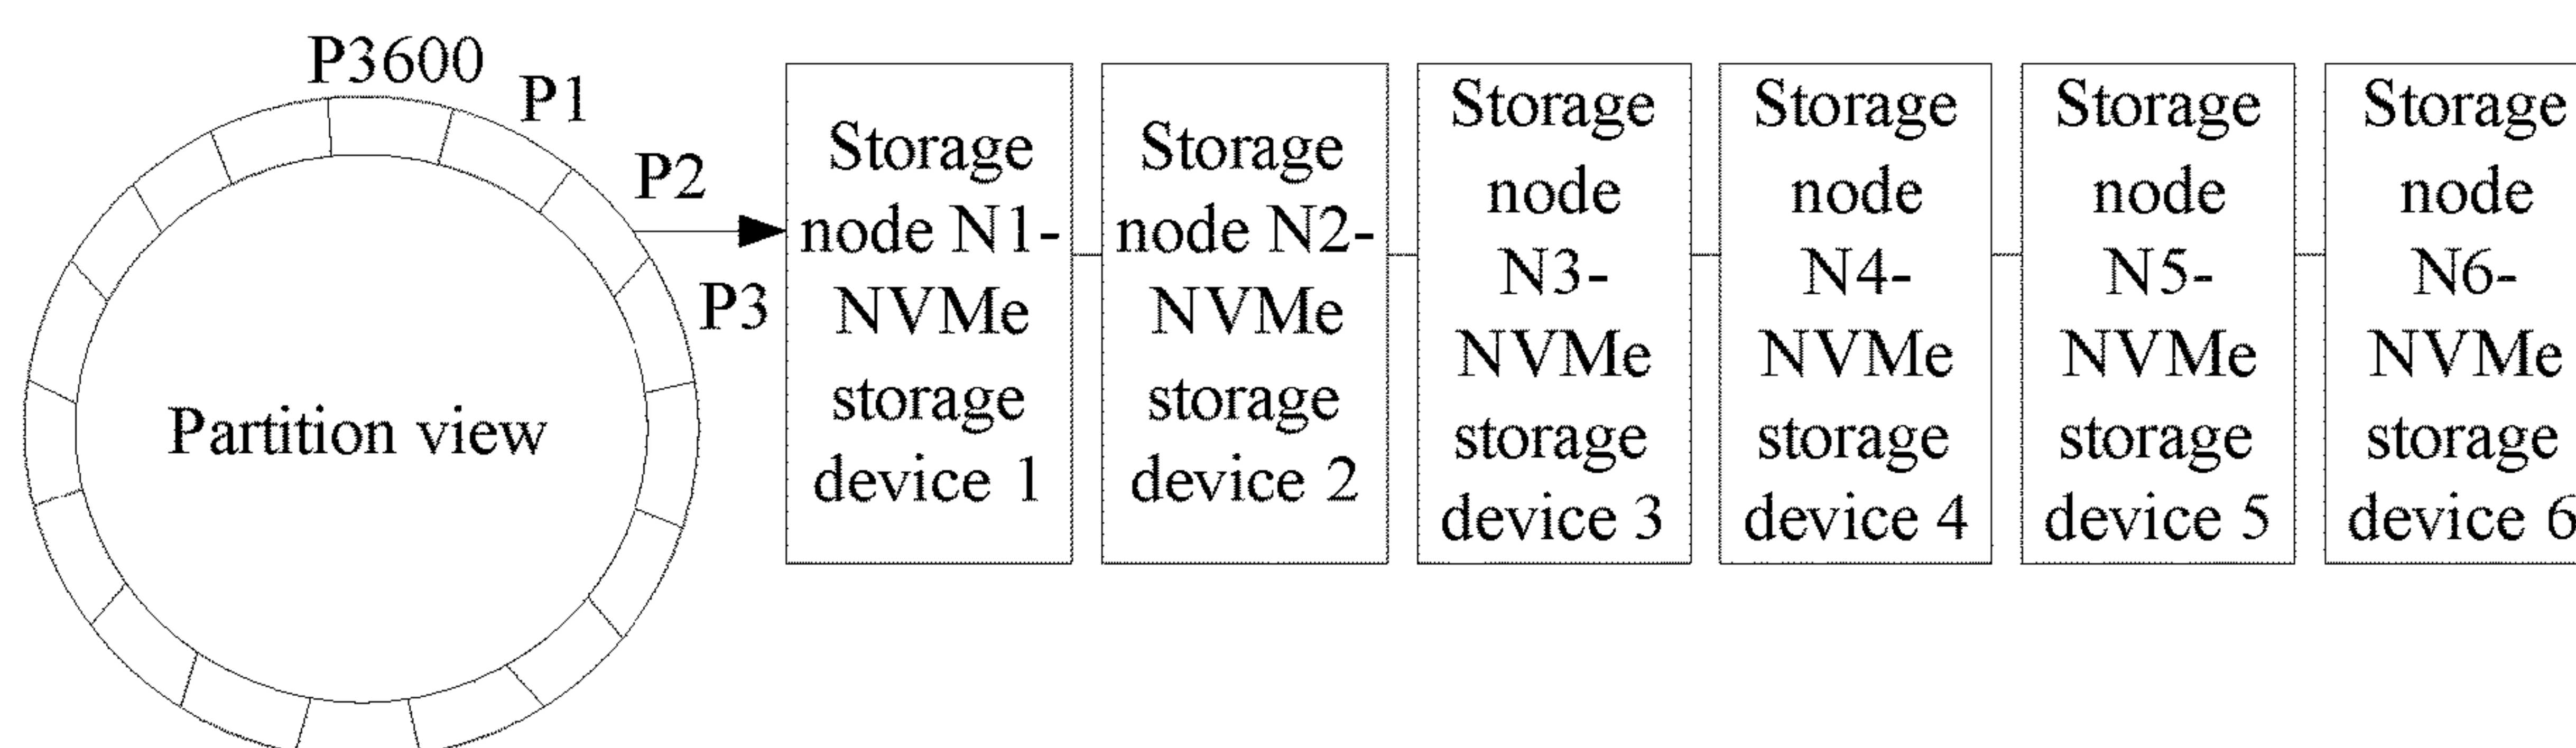 P3600
P1
P2
P3
Partition view
Storage
node N1-
NVMe
storage
device 1
Storage
node N2-
NVMe
storage
device 2
Storage
node
N3-
NVMe
storage
device 3
Storage
node
N4-
NVMe
storage
device 4
Storage
node
N5-
NVMe
storage
device 5
Storage
node
N6-
NVMe
storage
device 6